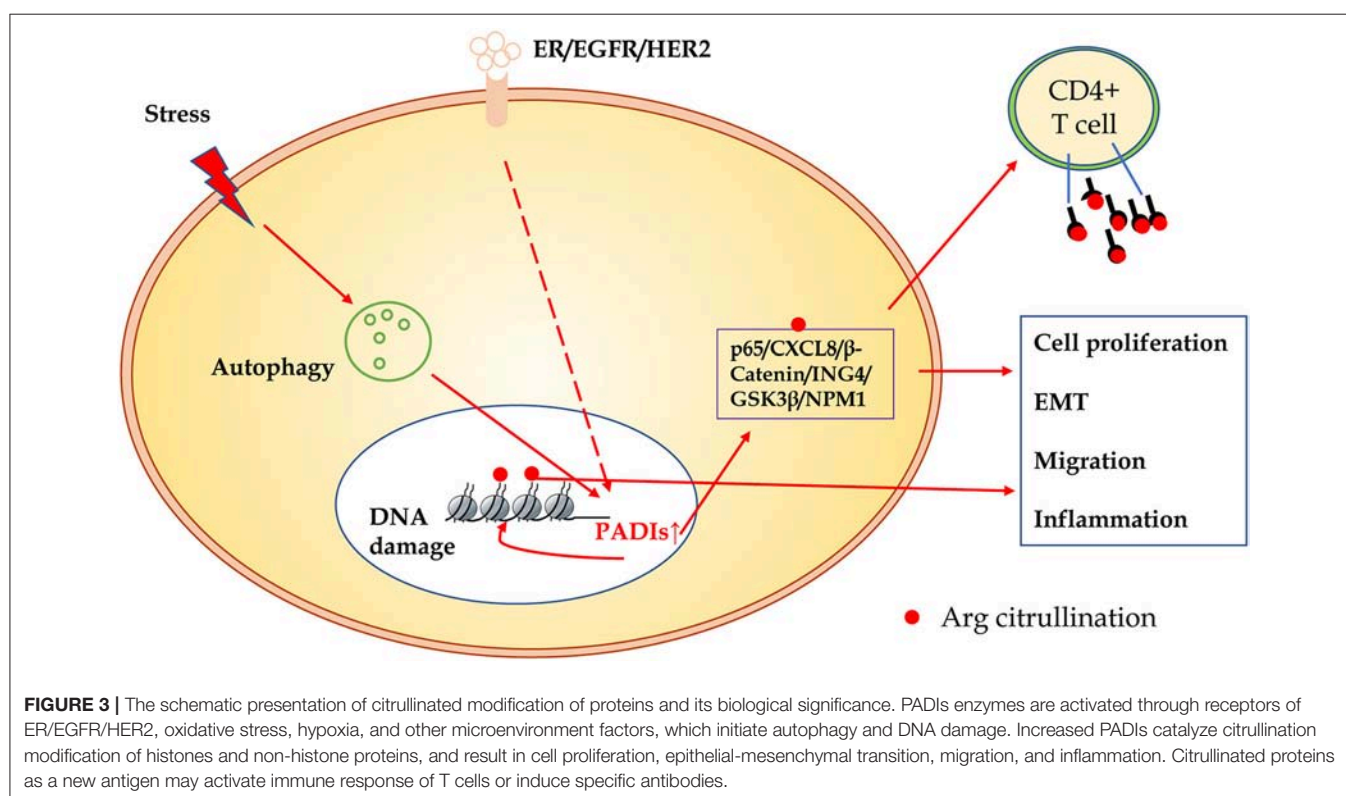 ER/EGFR/HER2
Stress
CD4+
T cell
Autophagy
p65/CXCL8/β-
Catenin/ING4/
GSK3β/NPM1
Cell proliferation
EMT
Migration
Inflammation
DNA
damage
PADIs↑
Arg citrullination
FIGURE 3 | The schematic presentation of citrullinated modification of proteins and its biological significance. PADIs enzymes are activated through receptors of
ER/EGFR/HER2, oxidative stress, hypoxia, and other microenvironment factors, which initiate autophagy and DNA damage. Increased PADIs catalyze citrullination
modification of histones and non-histone proteins, and result in cell proliferation, epithelial-mesenchymal transition, migration, and inflammation. Citrullinated proteins
as a new antigen may activate immune response of T cells or induce specific antibodies.